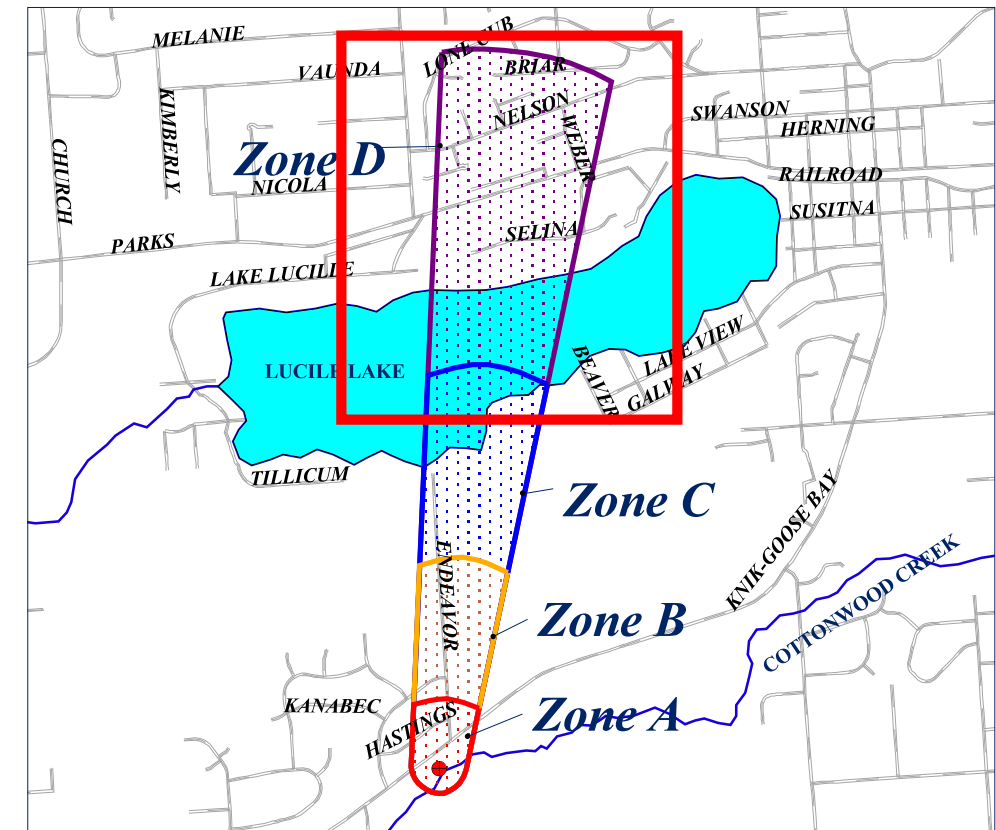 MELANIE
LONE CUB
VAUNDA
BRIAR
KIMBERLY
NELSON
SWANSON
HERNING
WEBER
CHURCH
Zone D
NICOLA
RAILROAD
SUSITNA
PARKS
SELINA
LAKE LUCILLE
LAKE VIEW
BEAVER
LUCILE LAKE
GALWAY
TILLICUM
Zone C
KNIK-GOOSE BAY
ENDEAVOR
COTTONWOOD CREEK
Zone B
KANABEC
HASTINGS
Zone A